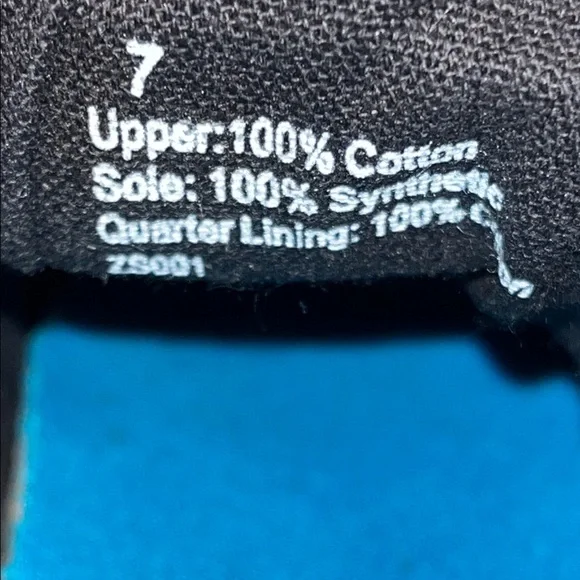 7
Upper:100% Cotton
Sole: 100% Synthetic
Quarter Lining: 100%
ZS001